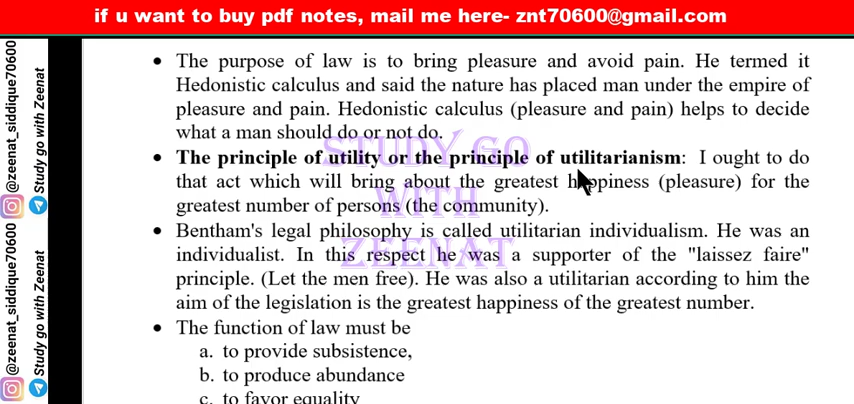 if u want to buy pdf notes, mail me here- znt70600@gmail.com
• The purpose of law is to bring pleasure and avoid pain. He termed it
Hedonistic calculus and said the nature has placed man under the empire of
pleasure and pain. Hedonistic calculus (pleasure and pain) helps to decide
what a man should do or not do.
• The principle of utility or the principle of utilitarianism: I ought to do
that act which will bring about the greatest happiness (pleasure) for the
greatest number of persons (the community).
• Bentham's legal philosophy is called utilitarian individualism. He was an
individualist. In this respect he was a supporter of the "laissez faire"
principle. (Let the men free). He was also a utilitarian according to him the
aim of the legislation is the greatest happiness of the greatest number.
• The function of law must be
a. to provide subsistence,
b. to produce abundance
c. to favor equality
STUDY GO
WITH
ZEENAT
@zeenat_siddique70600
Study go with Zeenat
@zeenat_siddique70600
Study go with Zeenat